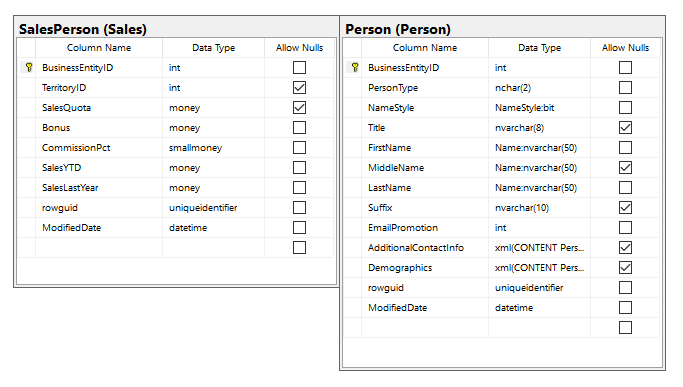 SalesPerson (Sales)
Column Name Data Type Allow Nulls
BusinessEntityID int
TerritoryID int
SalesQuota money
Bonus money
CommissionPct smallmoney
SalesYTD money
SalesLastYear money
rowguid uniqueidentifier
ModifiedDate datetime
Person (Person)
Column Name Data Type Allow Nulls
BusinessEntityID int
PersonType nchar(2)
NameStyle NameStyle:bit
Title nvarchar(8)
FirstName Name:nvarchar(50)
MiddleName Name:nvarchar(50)
LastName Name:nvarchar(50)
Suffix nvarchar(10)
EmailPromotion int
AdditionalContactInfo xml(CONTENT Pers...
Demographics xml(CONTENT Pers...
rowguid uniqueidentifier
ModifiedDate datetime